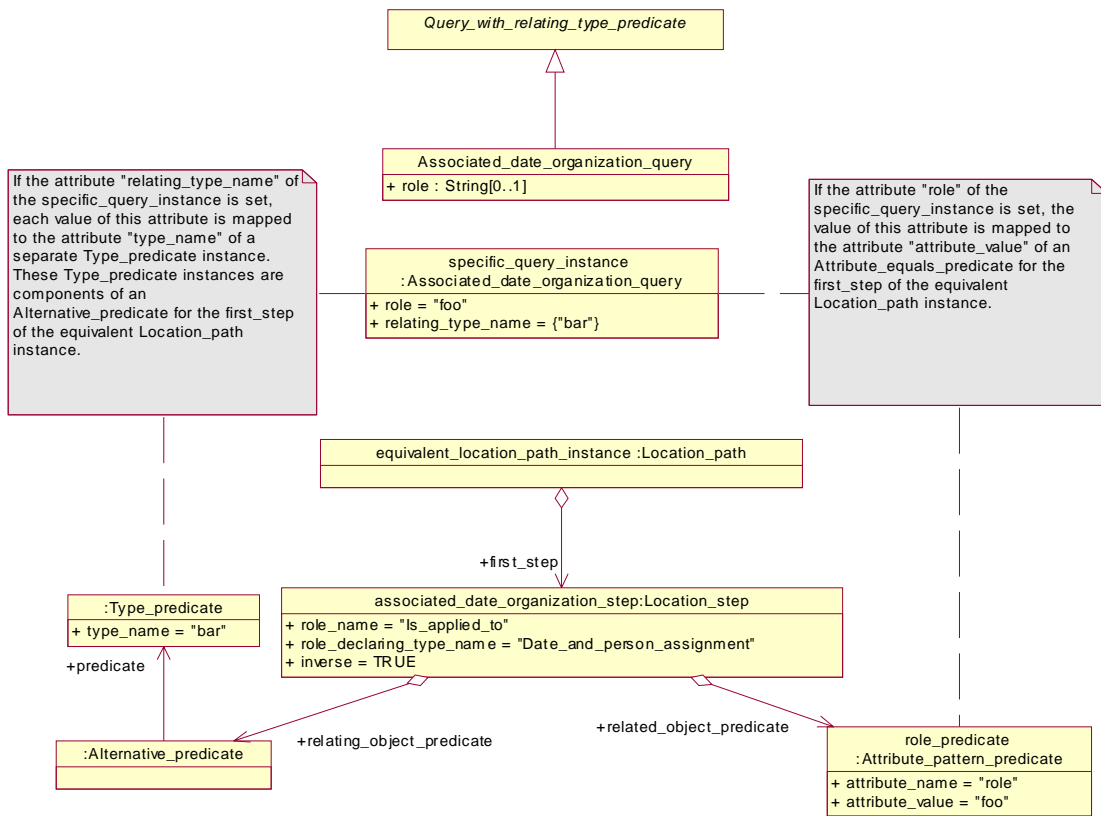 Query_with_relating_type_predicate
Associated_date_organization_query
+ role : String[0..1]
If the attribute "relating_type_name" of
the specific_query_instance is set,
each value of this attribute is mapped
to the attribute "type_name" of a
separate Type_predicate instance.
These Type_predicate instances are
components of an
Alternative_predicate for the first_step
of the equivalent Location_path
instance.
If the attribute "role" of the
specific_query_instance is set, the
value of this attribute is mapped to
the attribute "attribute_value" of an
Attribute_equals_predicate for the
first_step of the equivalent
Location_path instance.
specific_query_instance
:Associated_date_organization_query
+ role = "foo"
+ relating_type_name = {"bar"}
equivalent_location_path_instance :Location_path
+first_step
:Type_predicate
+ type_name = "bar"
associated_date_organization_step:Location_step
+ role_name = "Is_applied_to"
+ role_declaring_type_name = "Date_and_person_assignment"
+ inverse = TRUE
+predicate
+relating_object_predicate
+related_object_predicate
:Alternative_predicate
role_predicate
:Attribute_pattern_predicate
+ attribute_name = "role"
+ attribute_value = "foo"